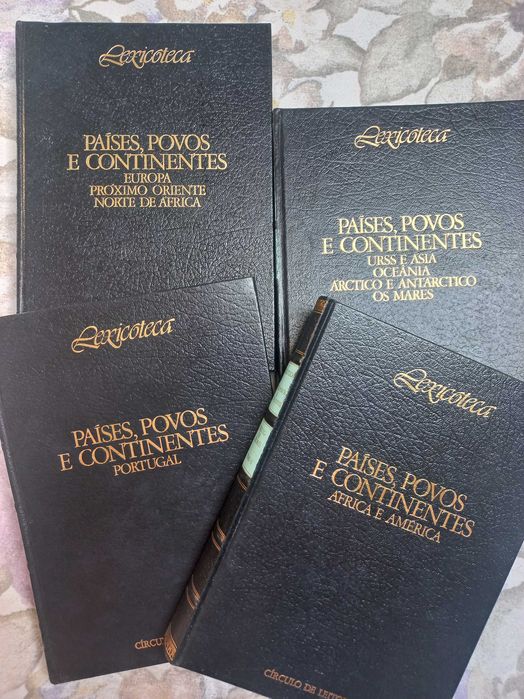 Lexicoteca
PAÍSES, POVOS
E CONTINENTES
EUROPA
PRÓXIMO ORIENTE
NORTE DE ÁFRICA
Lexicoteca
PAÍSES, POVOS
E CONTINENTES
URSS E ÁSIA
OCEÂNIA
ÁRCTICO E ANTÁRCTICO
OS MARES
Lexicoteca
PAÍSES, POVOS
E CONTINENTES
PORTUGAL
Lexicoteca
PAÍSES, POVOS
E CONTINENTES
ÁFRICA E AMÉRICA
CÍRCULO DE